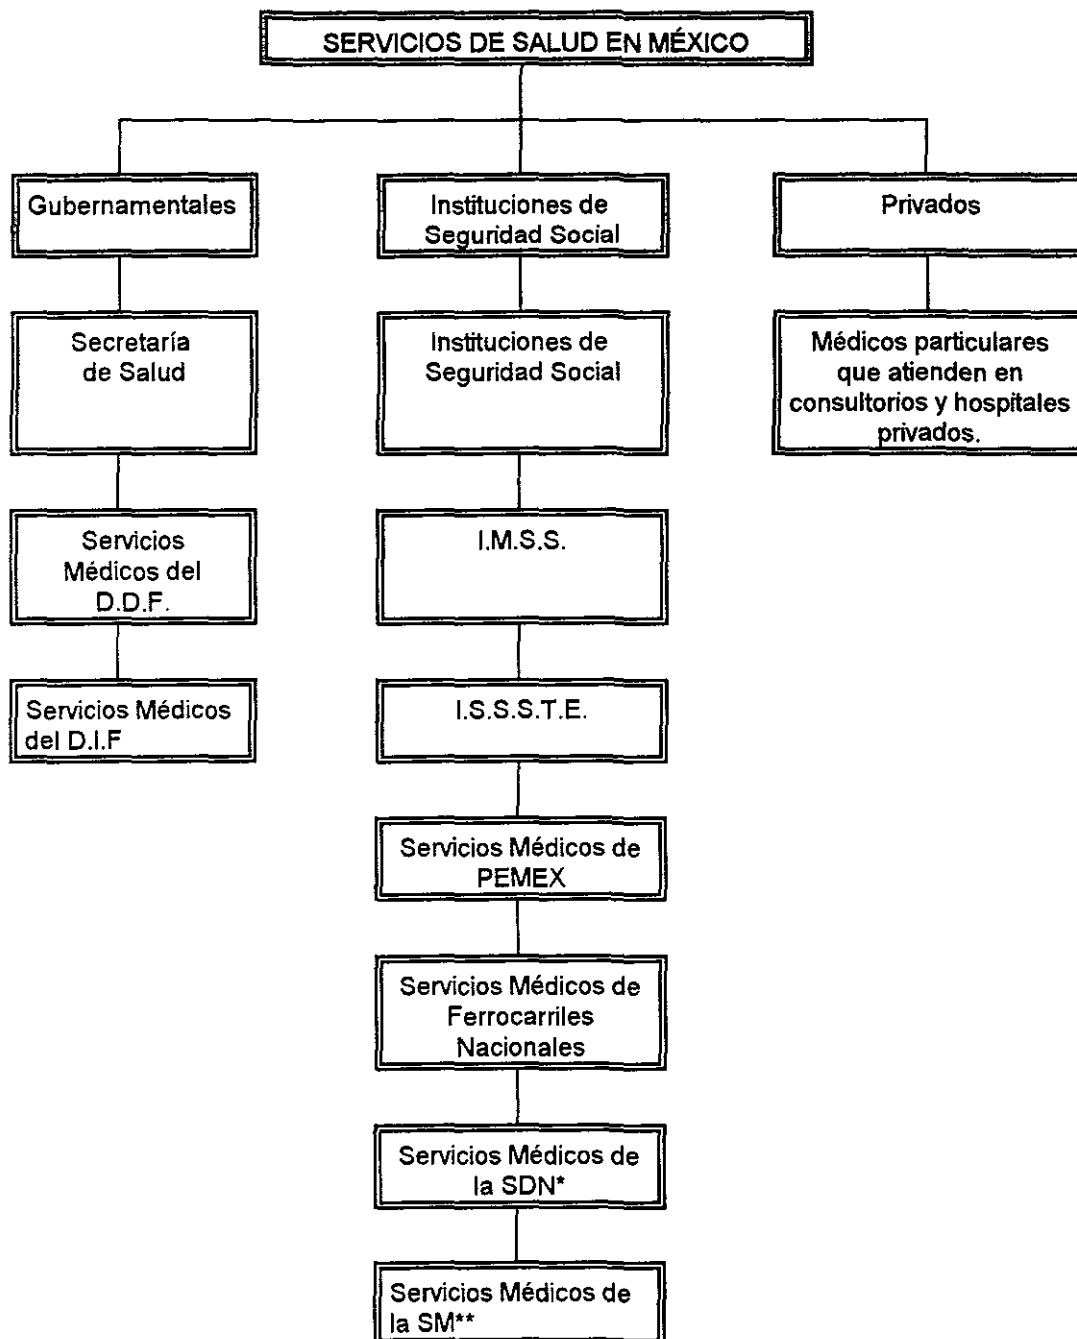 SERVICIOS DE SALUD EN MÉXICO
Gubernamentales
Instituciones de
Seguridad Social
Privados
Secretaría
de Salud
Instituciones de
Seguridad Social
Médicos particulares
que atienden en
consultorios y hospitales
privados.
Servicios
Médicos del
D.D.F.
I.M.S.S.
Servicios Médicos
del D.I.F
I.S.S.S.T.E.
Servicios Médicos de
PEMEX
Servicios Médicos de
Ferrocarriles
Nacionales
Servicios Médicos de
la SDN*
Servicios Médicos de
la SM**